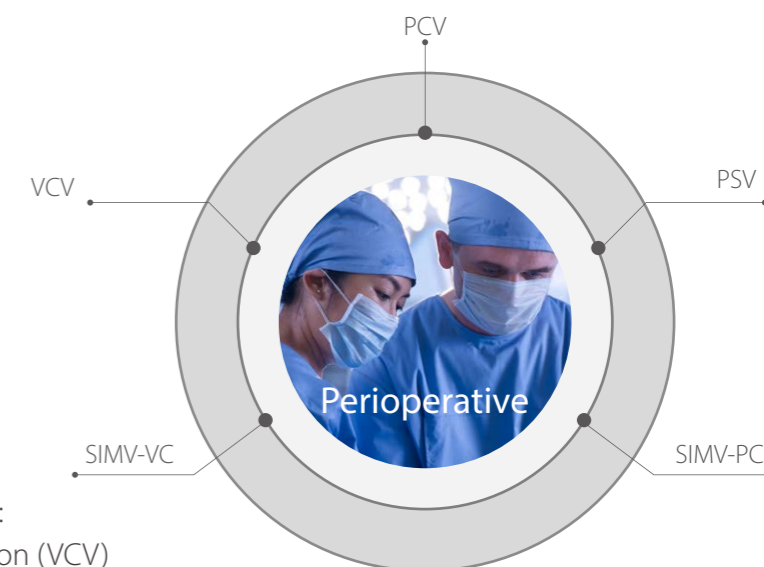 PCV
VCV
PSV
Perioperative
SIMV-VC
SIMV-PC
:
on (VCV)